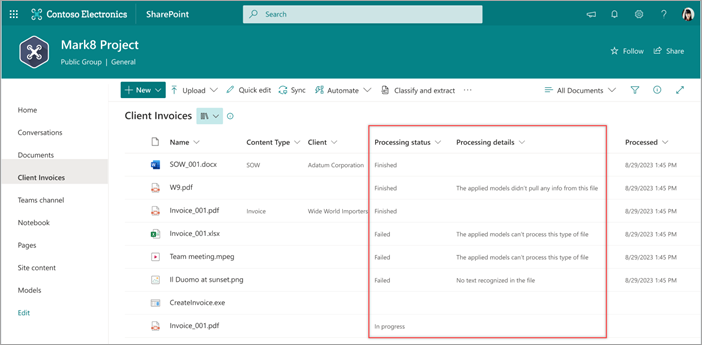 Contoso Electronics SharePoint Search
Mark8 Project
Public Group | General
Follow Share
New Upload Quick edit Sync Automate Classify and extract ··· All Documents
Home
Conversations
Documents
Client Invoices
Teams channel
Notebook
Pages
Site content
Models
Edit
Client Invoices
Name Content Type Client Processing status Processing details Processed
SOW_001.docx SOW Adatum Corporation Finished 8/29/2023 1:45 PM
W9.pdf Finished The applied models didn't pull any info from this file 8/29/2023 1:45 PM
Invoice_001.pdf Invoice Wide World Importers Finished 8/29/2023 1:45 PM
Invoice_001.xlsx Failed The applied models can't process this type of file 8/29/2023 1:45 PM
Team meeting.mpeg Failed The applied models can't process this type of file 8/29/2023 1:45 PM
Il Duomo at sunset.png Failed No text recognized in the file 8/29/2023 1:45 PM
CreateInvoice.exe
Invoice_001.pdf In progress 8/29/2023 1:45 PM